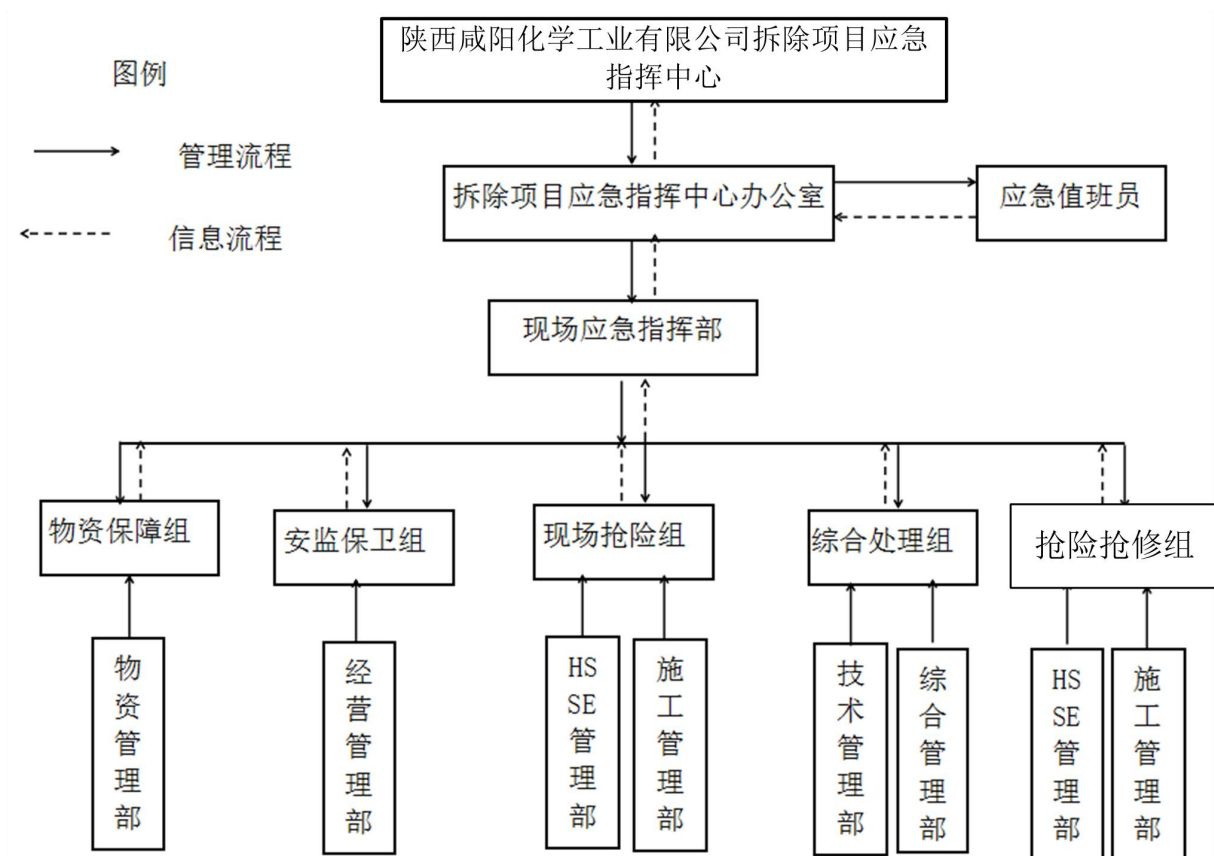 陕西咸阳化学工业有限公司拆除项目应急
指挥中心
图例
管理流程
信息流程
拆除项目应急指挥中心办公室
应急值班员
现场应急指挥部
物资保障组
安监保卫组
现场抢险组
综合处理组
抢险抢修组
物资管理部
经营管理部
HS
SE
管理部
施工管理部
技术管理部
综合管理部
HS
SE
管理部
施工管理部